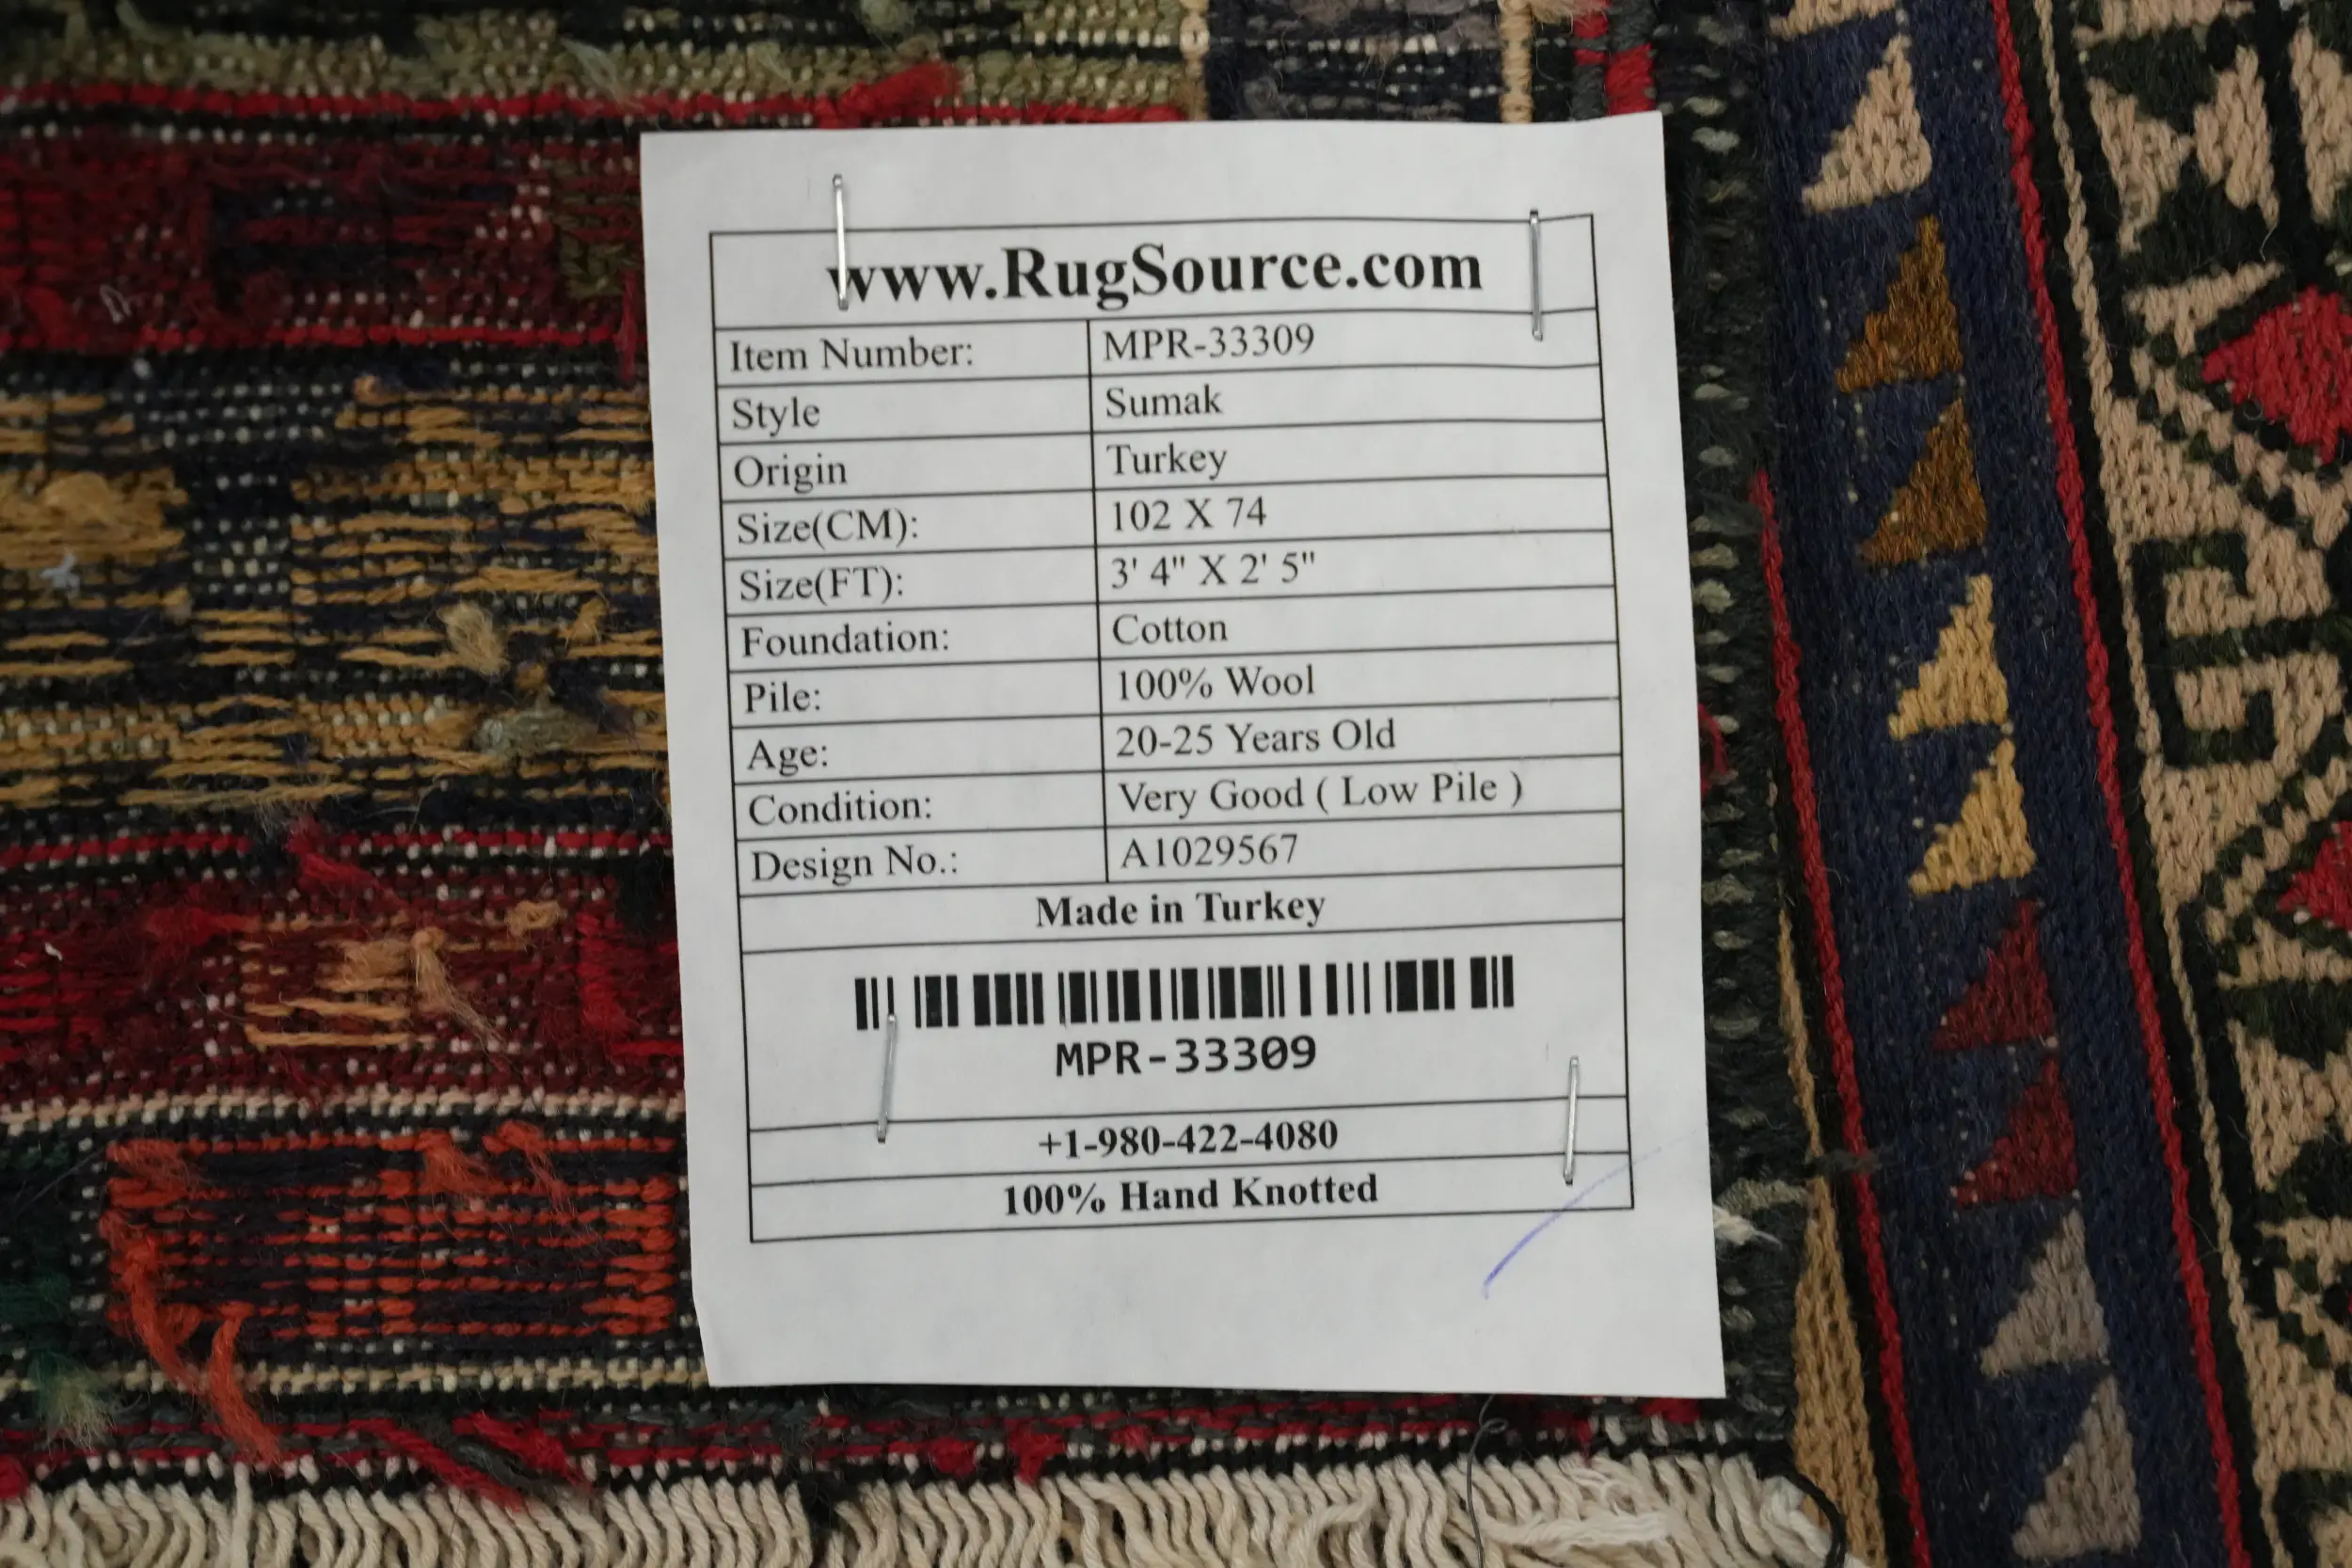 www.RugSource.com
Item Number: MPR-33309
Style Sumak
Origin Turkey
Size(CM): 102 X 74
Size(FT): 3' 4" X 2' 5"
Foundation: Cotton
Pile: 100% Wool
Age: 20-25 Years Old
Condition: Very Good ( Low Pile )
Design No.: A1029567
Made in Turkey
MPR-33309
+1-980-422-4080
100% Hand Knotted